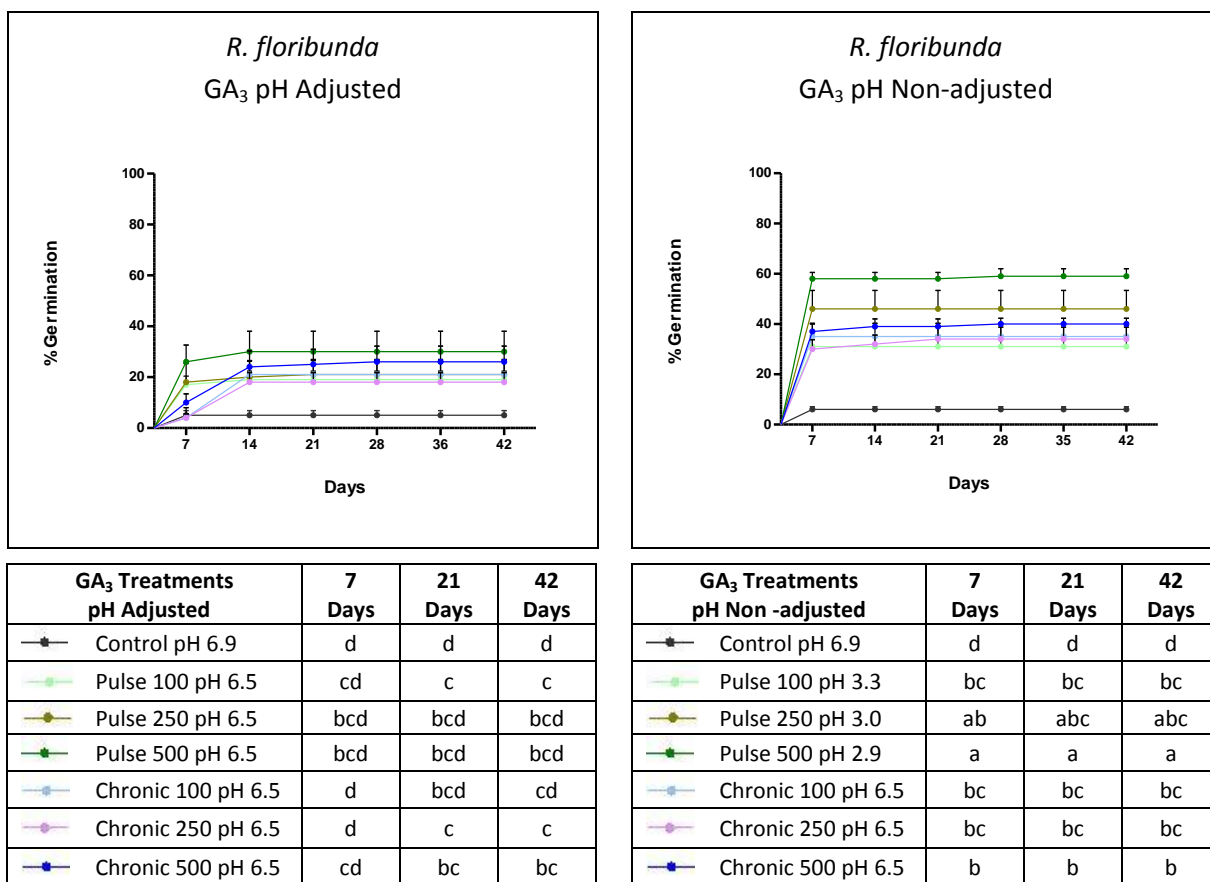 R. floribunda
GA₃ pH Adjusted
100
80
60
40
20
0
%Germination
7 14 21 28 36 42
Days
R. floribunda
GA₃ pH Non-adjusted
100
80
60
40
20
0
%Germination
7 14 21 28 35 42
Days
GA₃ Treatments 7 21 42
pH Adjusted Days Days Days
Control pH 6.9 d d d
Pulse 100 pH 6.5 cd c c
Pulse 250 pH 6.5 bcd bcd bcd
Pulse 500 pH 6.5 bcd bcd bcd
Chronic 100 pH 6.5 d bcd cd
Chronic 250 pH 6.5 d c c
Chronic 500 pH 6.5 cd bc bc
GA₃ Treatments 7 21 42
pH Non -adjusted Days Days Days
Control pH 6.9 d d d
Pulse 100 pH 3.3 bc bc bc
Pulse 250 pH 3.0 ab abc abc
Pulse 500 pH 2.9 a a a
Chronic 100 pH 6.5 bc bc bc
Chronic 250 pH 6.5 bc bc bc
Chronic 500 pH 6.5 b b b